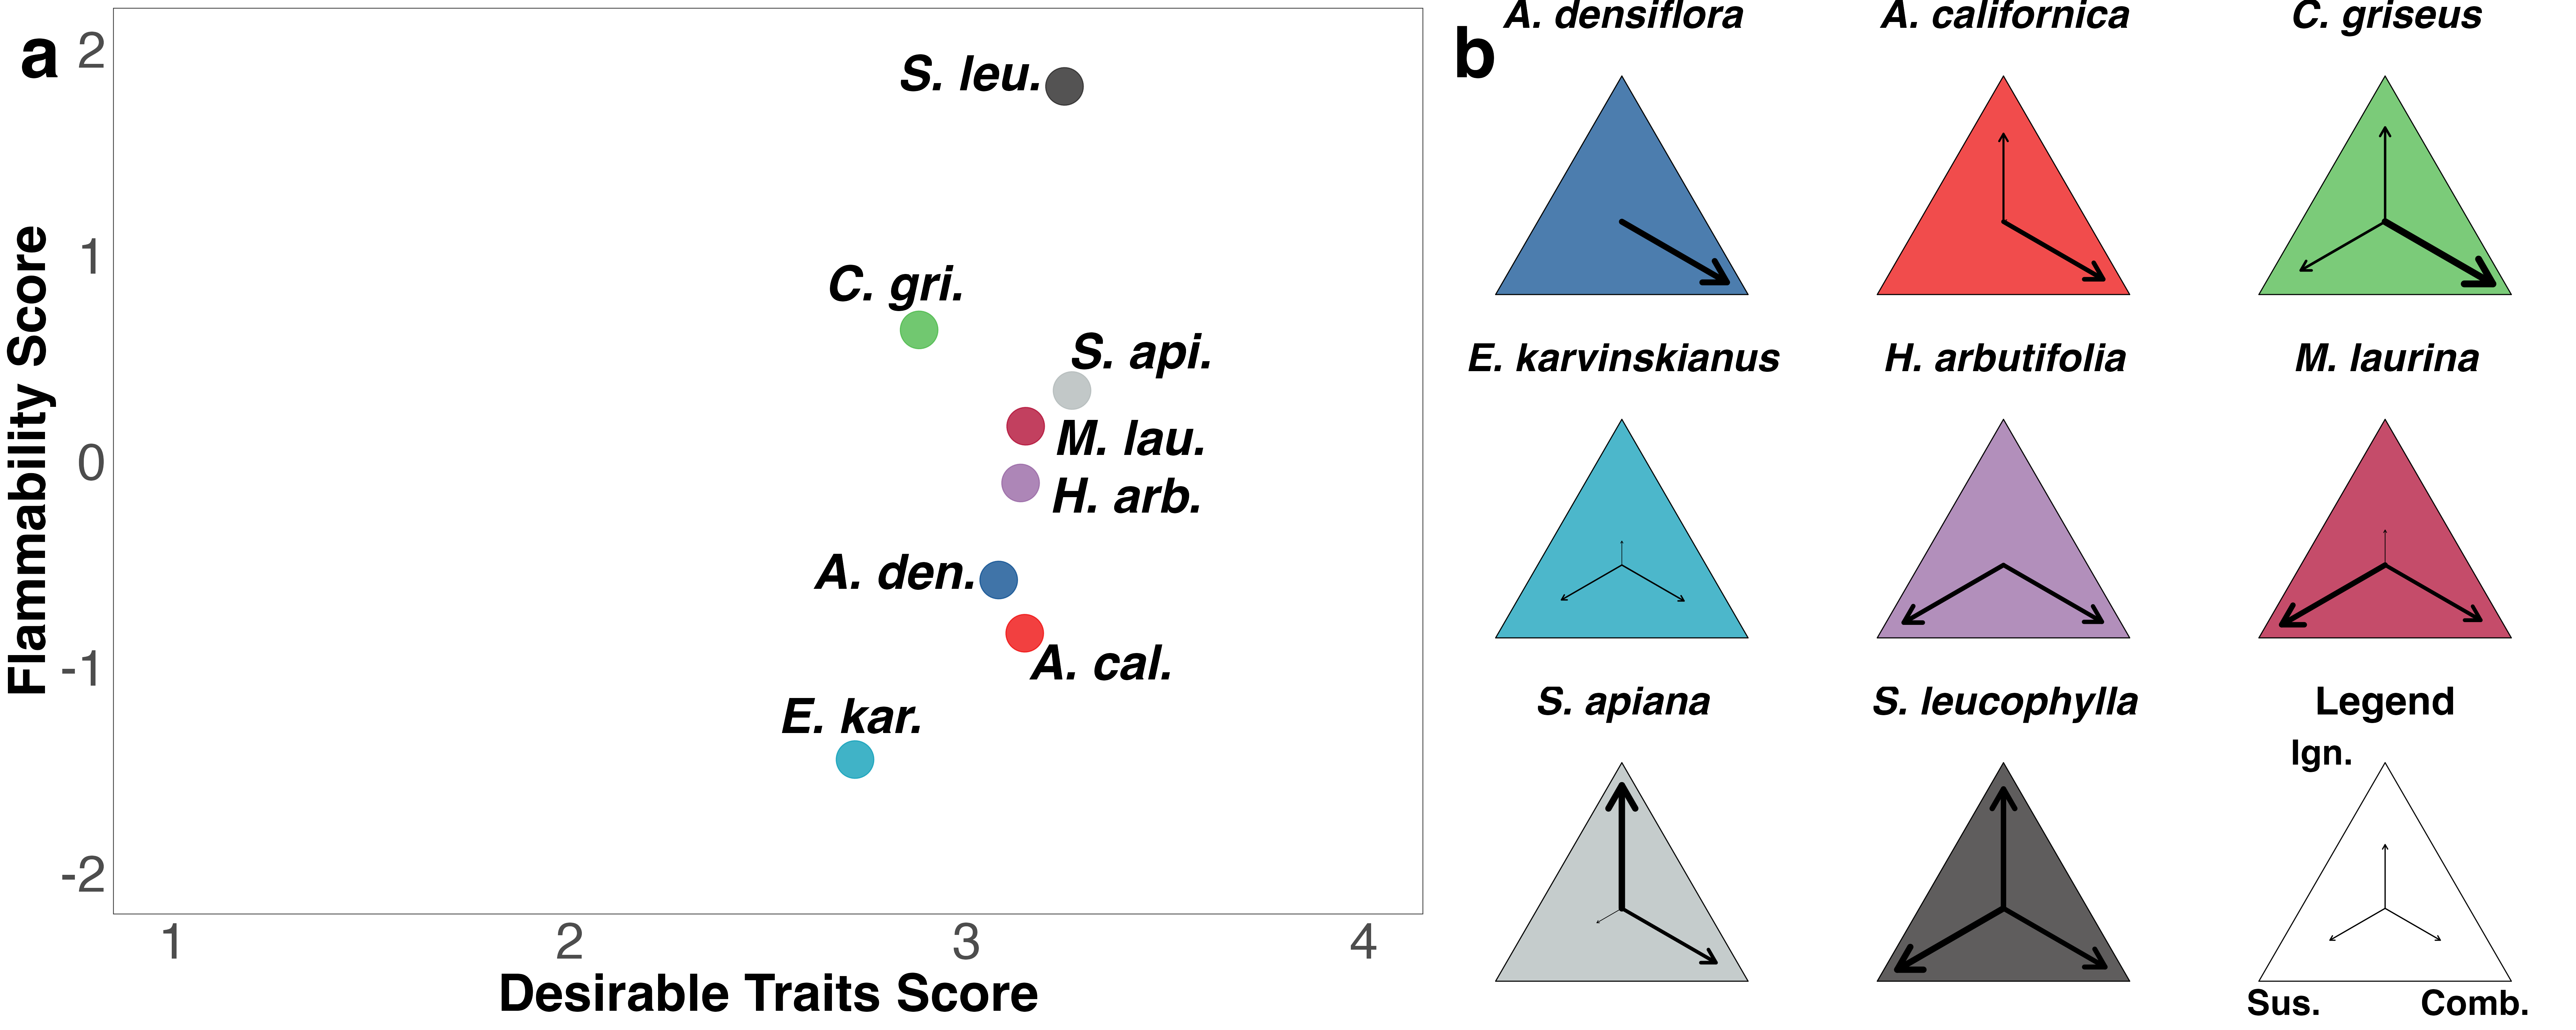 a
Flammability Score
2
1
0
-1
-2
S. leu.
C. gri.
S. api.
M. lau.
H. arb.
A. den.
A. cal.
E. kar.
1 2 3 4
Desirable Traits Score
b
A. densiflora A. californica C. griseus
E. karvinskianus H. arbutifolia M. laurina
S. apiana S. leucophylla Legend
Ign.
Sus. Comb.